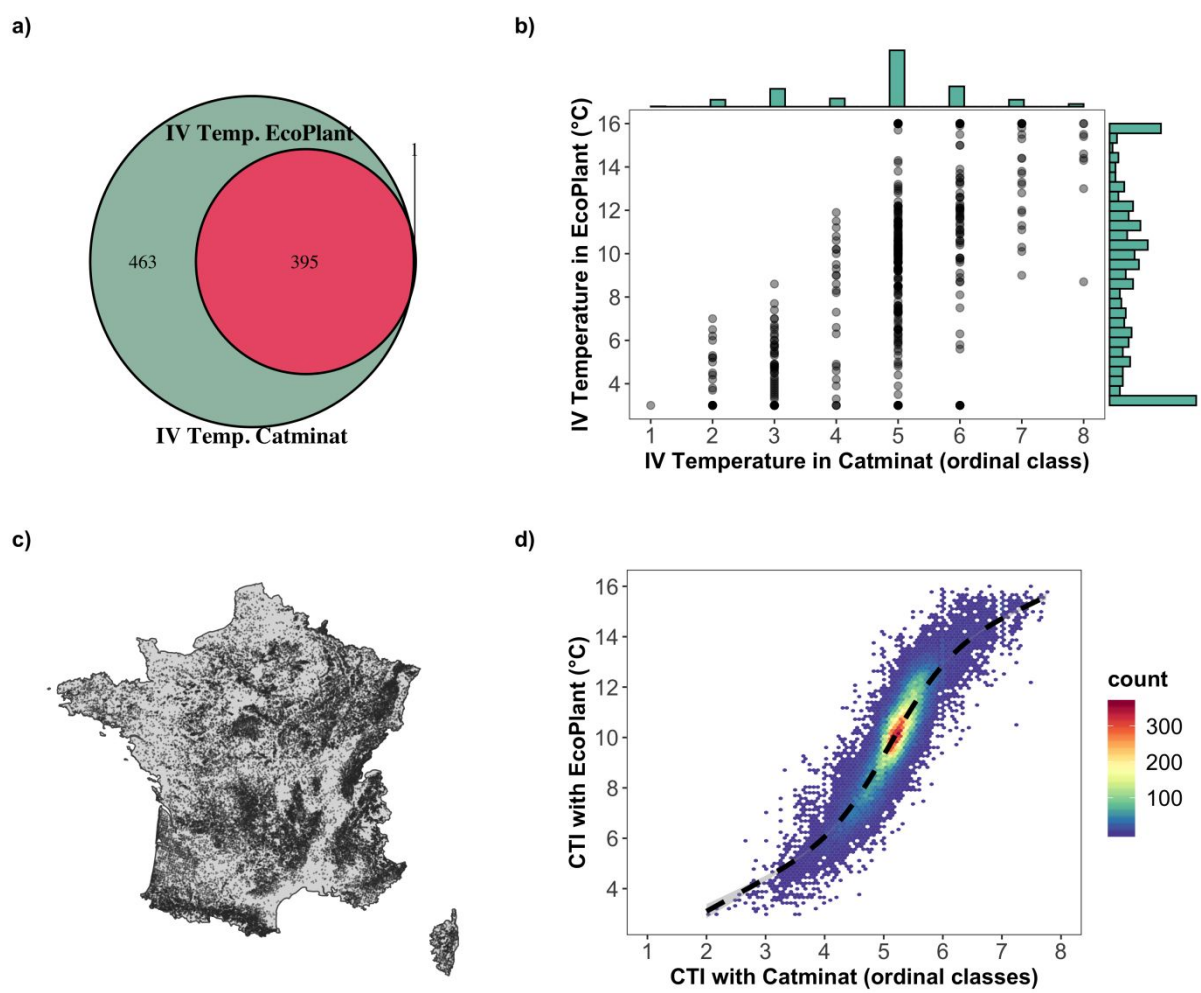 a)
IV Temp. EcoPlant
1
463
395
IV Temp. Catminat
b)
IV Temperature in EcoPlant (°C)
16
14
12
10
8
6
4
1 2 3 4 5 6 7 8
IV Temperature in Catminat (ordinal class)
c)
d)
CTI with EcoPlant (°C)
16
14
12
10
8
6
4
1 2 3 4 5 6 7 8
CTI with Catminat (ordinal classes)
count
300
200
100